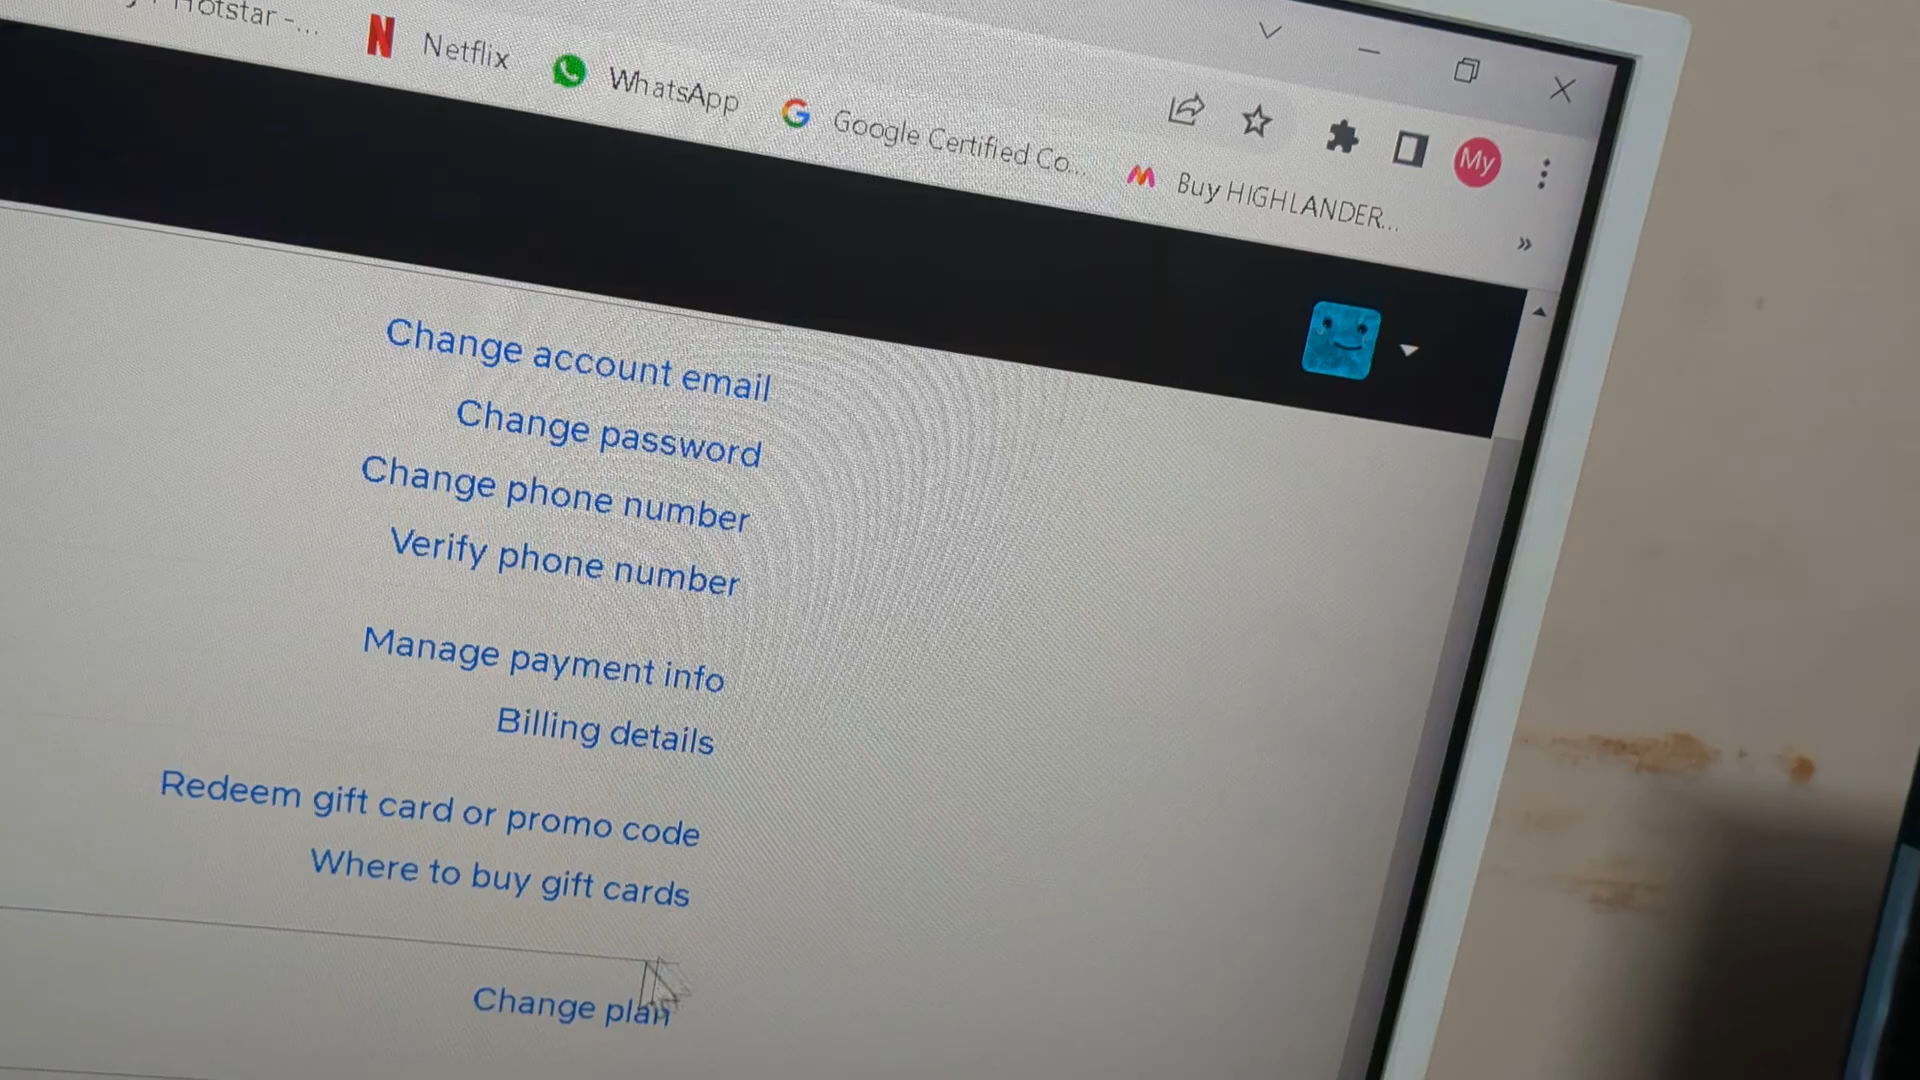 Hotstar -...
Netflix
WhatsApp
Google Certified Co...
Buy HIGHLANDER...
My
»
Change account email
Change password
Change phone number
Verify phone number
Manage payment info
Billing details
Redeem gift card or promo code
Where to buy gift cards
Change plan